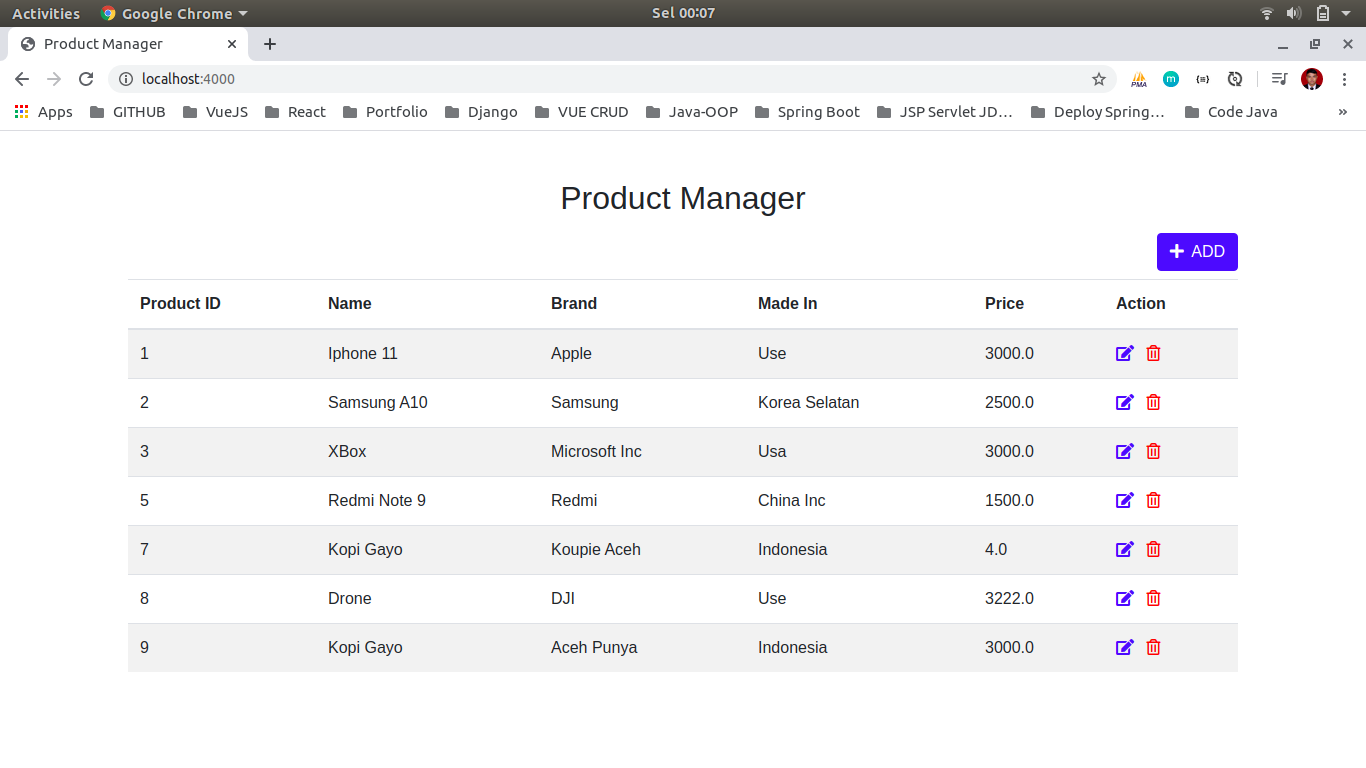 Activities Google Chrome Sel 00:07
Product Manager
localhost:4000 PMA m {≡}
Apps GITHUB VueJS React Portfolio Django VUE CRUD Java-OOP Spring Boot JSP Servlet JD… Deploy Spring… Code Java »
Product Manager
ADD
Product ID Name Brand Made In Price Action
1 Iphone 11 Apple Use 3000.0
2 Samsung A10 Samsung Korea Selatan 2500.0
3 XBox Microsoft Inc Usa 3000.0
5 Redmi Note 9 Redmi China Inc 1500.0
7 Kopi Gayo Koupie Aceh Indonesia 4.0
8 Drone DJI Use 3222.0
9 Kopi Gayo Aceh Punya Indonesia 3000.0